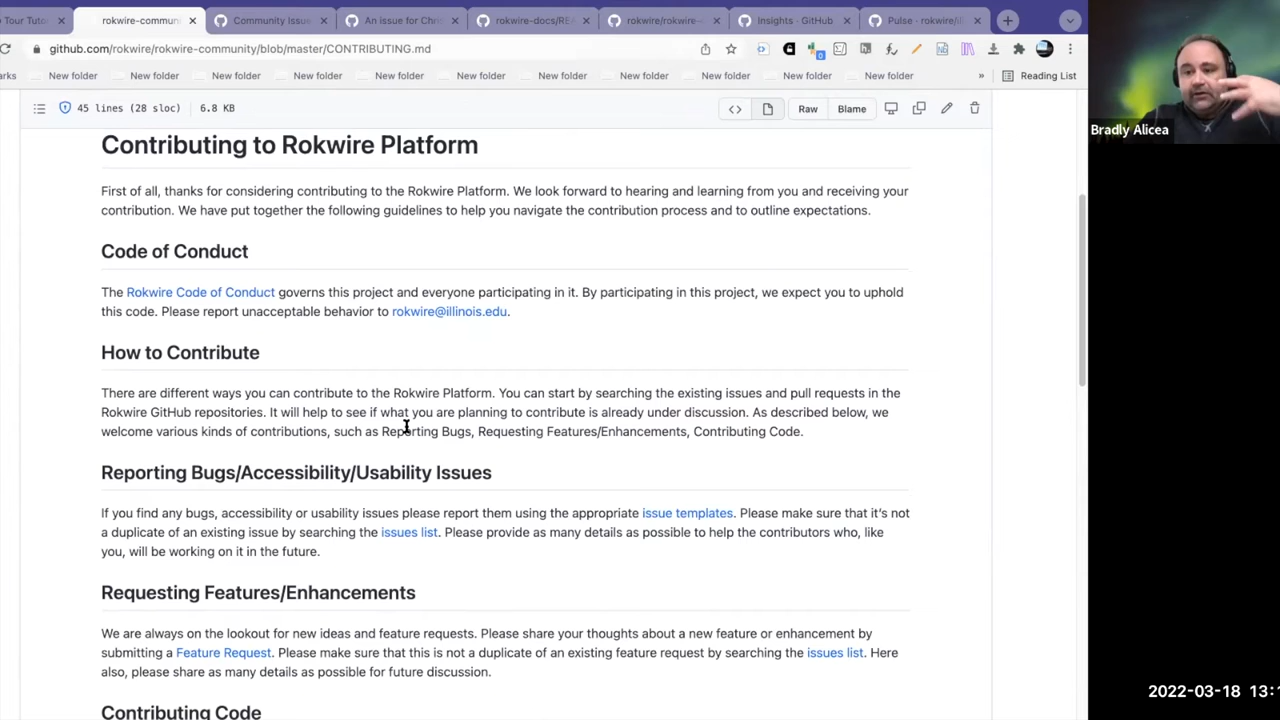 Tour Tuto
rokwire-commun
Community Issue
An issue for Chri
rokwire-docs/RE
rokwire/rokwire-
Insights · GitHub
Pulse · rokwire/il
github.com/rokwire/rokwire-community/blob/master/CONTRIBUTING.md
arks New folder New folder New folder New folder New folder New folder New folder New folder New folder New folder New folder » Reading List
45 lines (28 sloc) 6.8 KB Raw Blame
Contributing to Rokwire Platform
First of all, thanks for considering contributing to the Rokwire Platform. We look forward to hearing and learning from you and receiving your
contribution. We have put together the following guidelines to help you navigate the contribution process and to outline expectations.
Code of Conduct
The Rokwire Code of Conduct governs this project and everyone participating in it. By participating in this project, we expect you to uphold
this code. Please report unacceptable behavior to rokwire@illinois.edu.
How to Contribute
There are different ways you can contribute to the Rokwire Platform. You can start by searching the existing issues and pull requests in the
Rokwire GitHub repositories. It will help to see if what you are planning to contribute is already under discussion. As described below, we
welcome various kinds of contributions, such as Reporting Bugs, Requesting Features/Enhancements, Contributing Code.
Reporting Bugs/Accessibility/Usability Issues
If you find any bugs, accessibility or usability issues please report them using the appropriate issue templates. Please make sure that it's not
a duplicate of an existing issue by searching the issues list. Please provide as many details as possible to help the contributors who, like
you, will be working on it in the future.
Requesting Features/Enhancements
We are always on the lookout for new ideas and feature requests. Please share your thoughts about a new feature or enhancement by
submitting a Feature Request. Please make sure that this is not a duplicate of an existing feature request by searching the issues list. Here
also, please share as many details as possible for future discussion.
Contributing Code
Bradly Alicea
2022-03-18 13:1